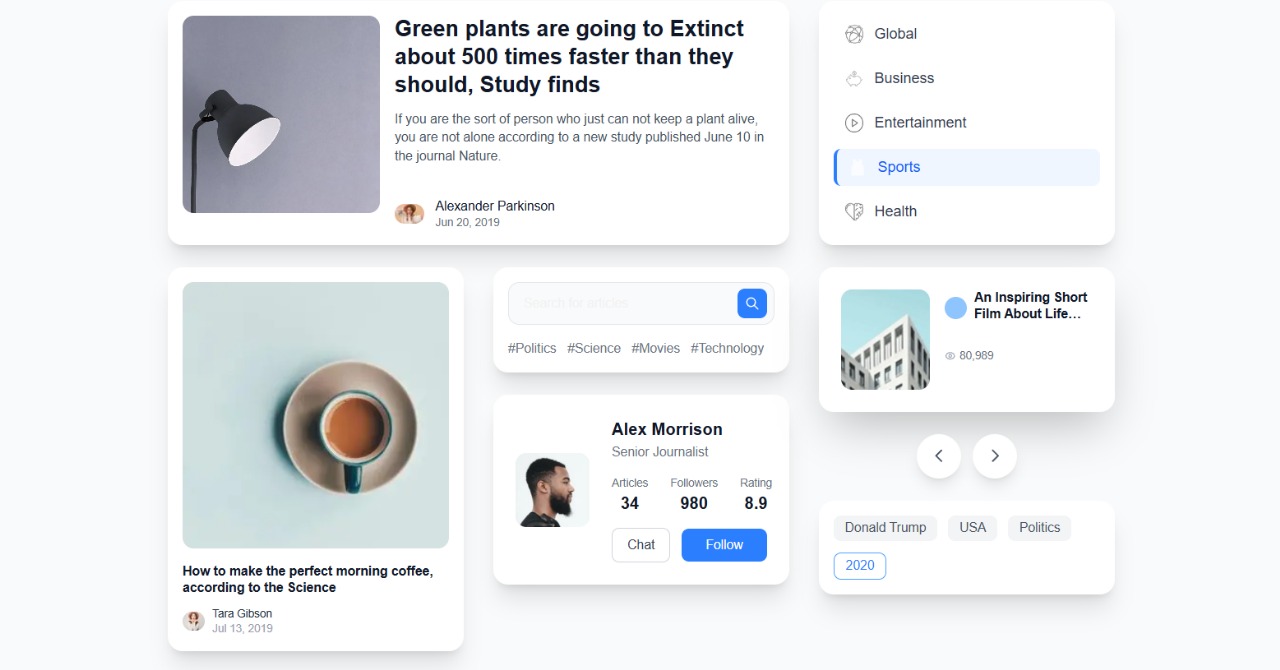 Green plants are going to Extinct
about 500 times faster than they
should, Study finds
If you are the sort of person who just can not keep a plant alive,
you are not alone according to a new study published June 10 in
the journal Nature.
Alexander Parkinson
Jun 20, 2019
Global
Business
Entertainment
Sports
Health
How to make the perfect morning coffee,
according to the Science
Tara Gibson
Jul 13, 2019
Search for articles
#Politics #Science #Movies #Technology
Alex Morrison
Senior Journalist
Articles Followers Rating
34 980 8.9
Chat Follow
An Inspiring Short
Film About Life...
80,989
Donald Trump USA Politics
2020